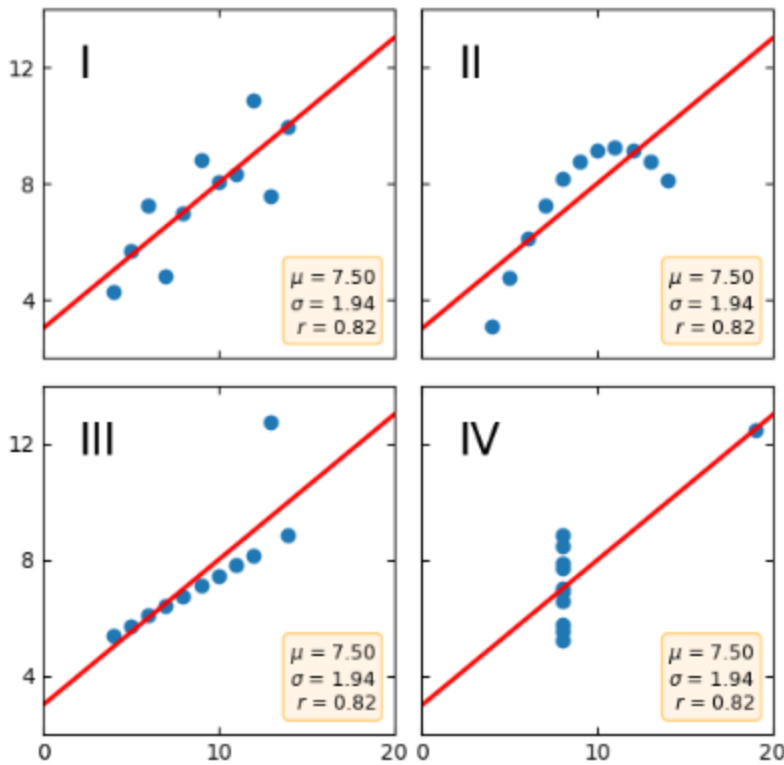 I
II
12
8
4
μ = 7.50
σ = 1.94
r = 0.82
μ = 7.50
σ = 1.94
r = 0.82
III
IV
12
8
4
μ = 7.50
σ = 1.94
r = 0.82
μ = 7.50
σ = 1.94
r = 0.82
0
10
20
0
10
20